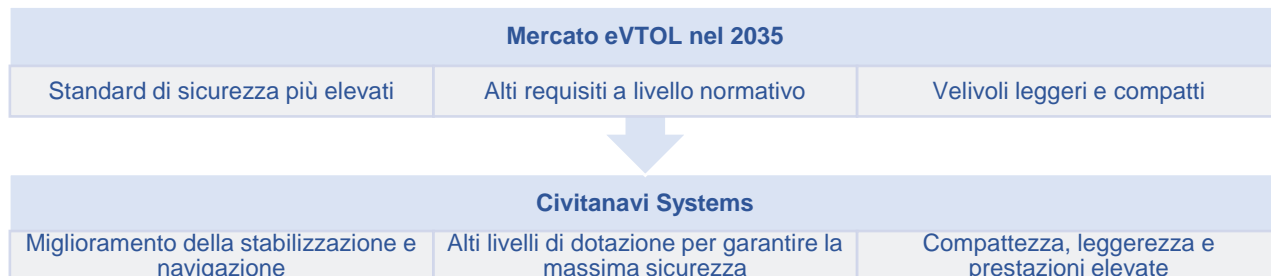 Mercato eVTOL nel 2035
Standard di sicurezza più elevati
Alti requisiti a livello normativo
Velivoli leggeri e compatti
Civitanavi Systems
Miglioramento della stabilizzazione e
navigazione
Alti livelli di dotazione per garantire la
massima sicurezza
Compattezza, leggerezza e
prestazioni elevate